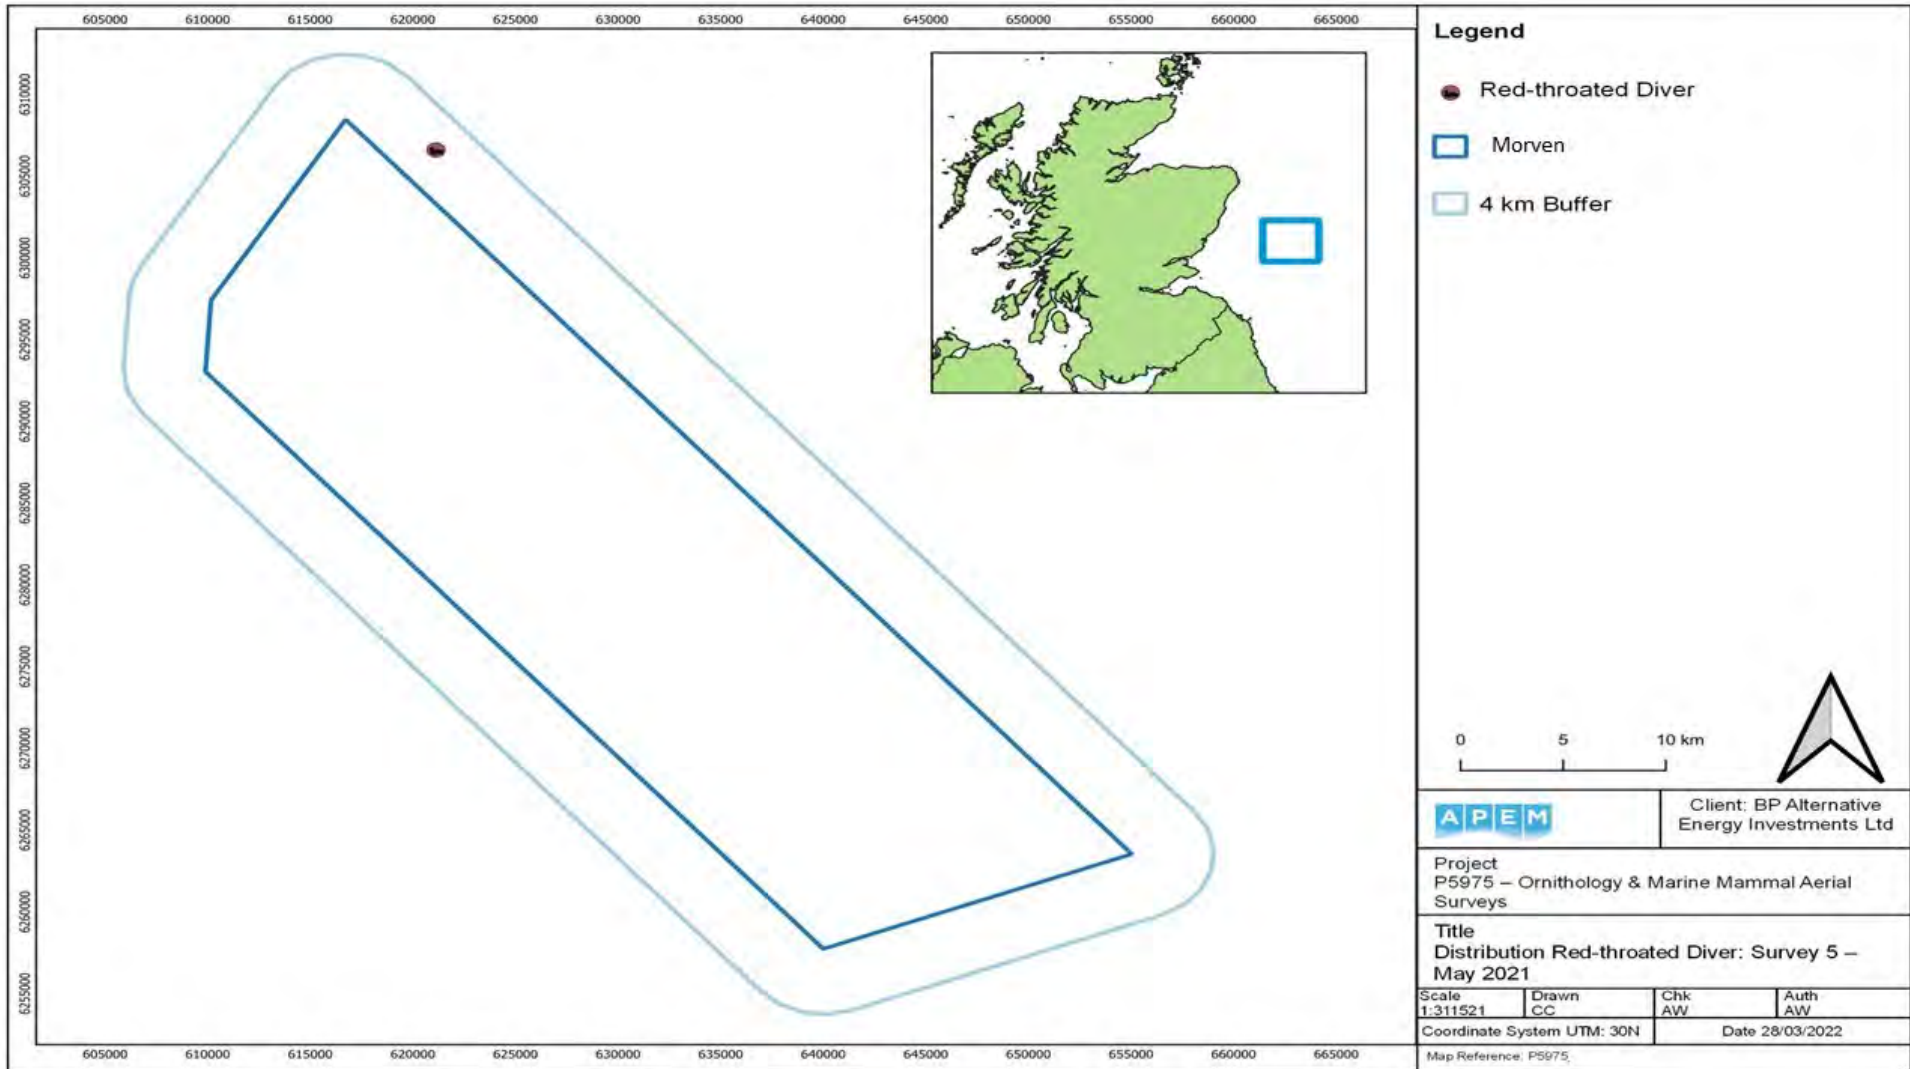 605000 610000 615000 620000 625000 630000 635000 640000 645000 650000 655000 660000 665000
6310000
6305000
6300000
6295000
6290000
6285000
6280000
6275000
6270000
6265000
6260000
6255000
605000 610000 615000 620000 625000 630000 635000 640000 645000 650000 655000 660000 665000
Legend
Red-throated Diver
Morven
4 km Buffer
0 5 10 km
APEM
Client: BP Alternative
Energy Investments Ltd
Project
P5975 – Ornithology & Marine Mammal Aerial
Surveys
Title
Distribution Red-throated Diver: Survey 5 –
May 2021
Scale
1:311521
Drawn
CC
Chk
AW
Auth
AW
Coordinate System UTM: 30N
Date 28/03/2022
Map Reference: P5975